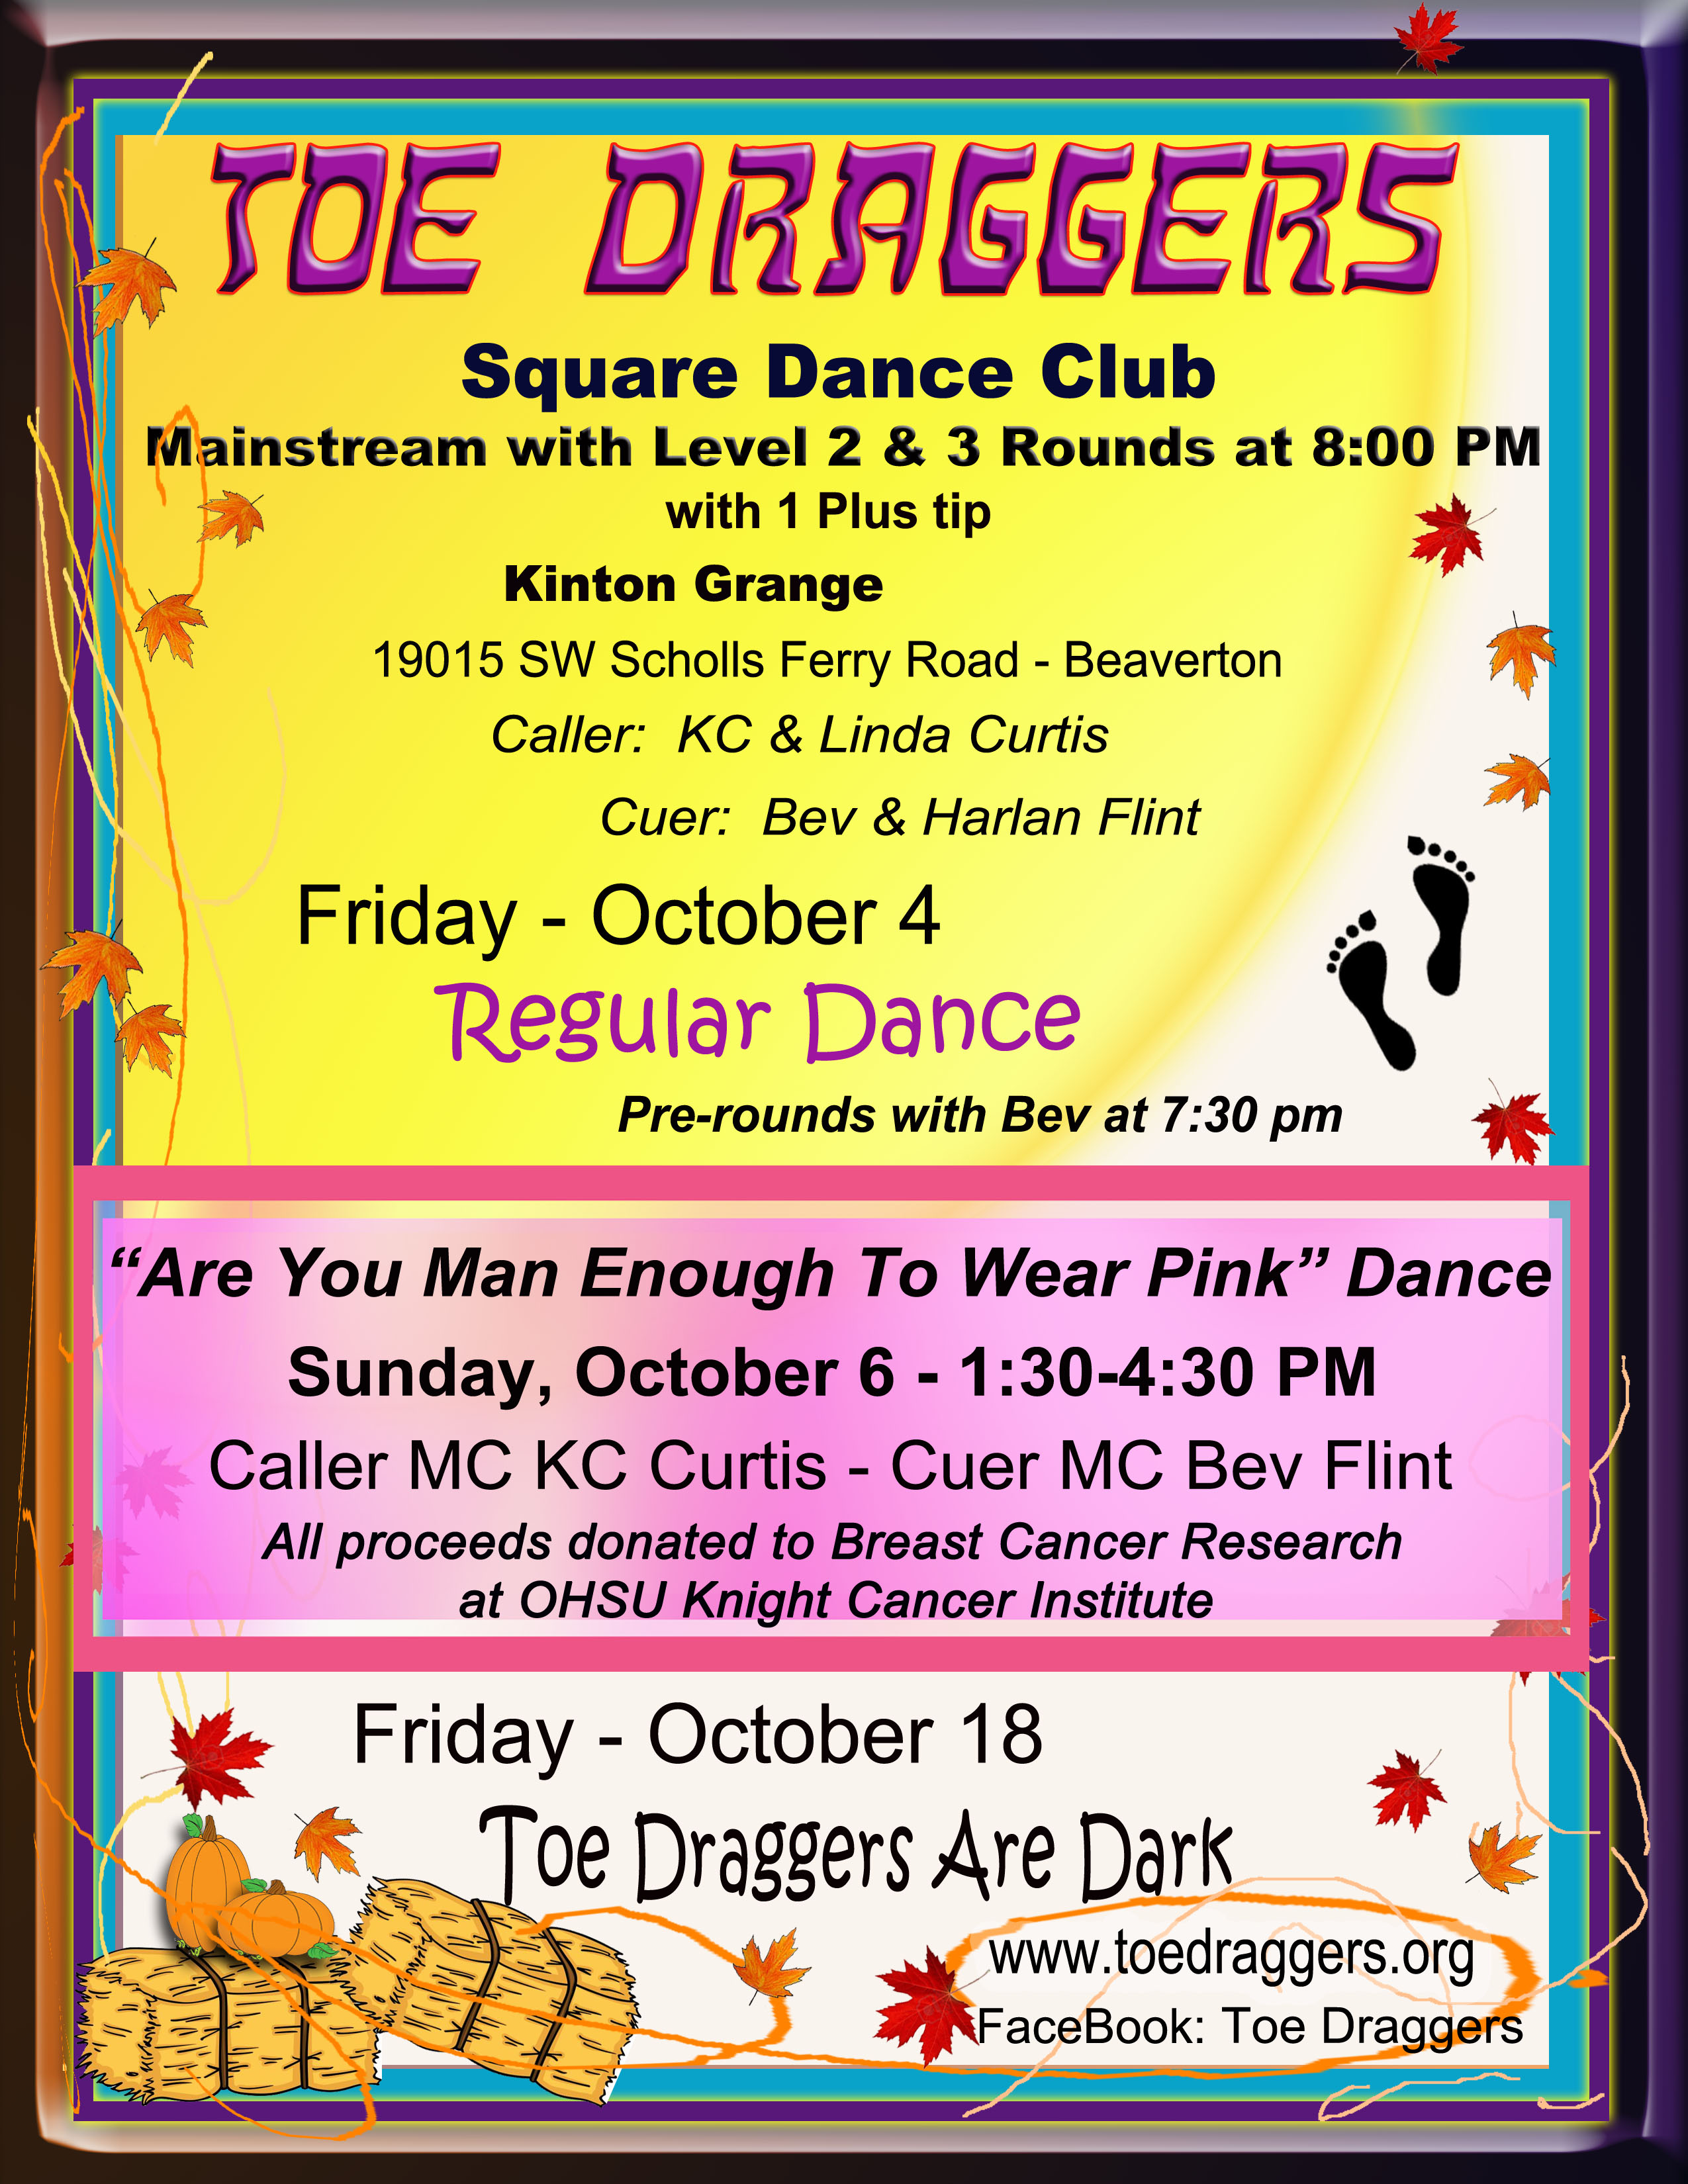 TOE DRAGGERS
Square Dance Club
Mainstream with Level 2 & 3 Rounds at 8:00 PM
with 1 Plus tip
Kinton Grange
19015 SW Scholls Ferry Road - Beaverton
Caller: KC & Linda Curtis
Cuer: Bev & Harlan Flint
Friday - October 4
Regular Dance
Pre-rounds with Bev at 7:30 pm
“Are You Man Enough To Wear Pink” Dance
Sunday, October 6 - 1:30-4:30 PM
Caller MC KC Curtis - Cuer MC Bev Flint
All proceeds donated to Breast Cancer Research
at OHSU Knight Cancer Institute
Friday - October 18
Toe Draggers Are Dark
www.toedraggers.org
FaceBook: Toe Draggers